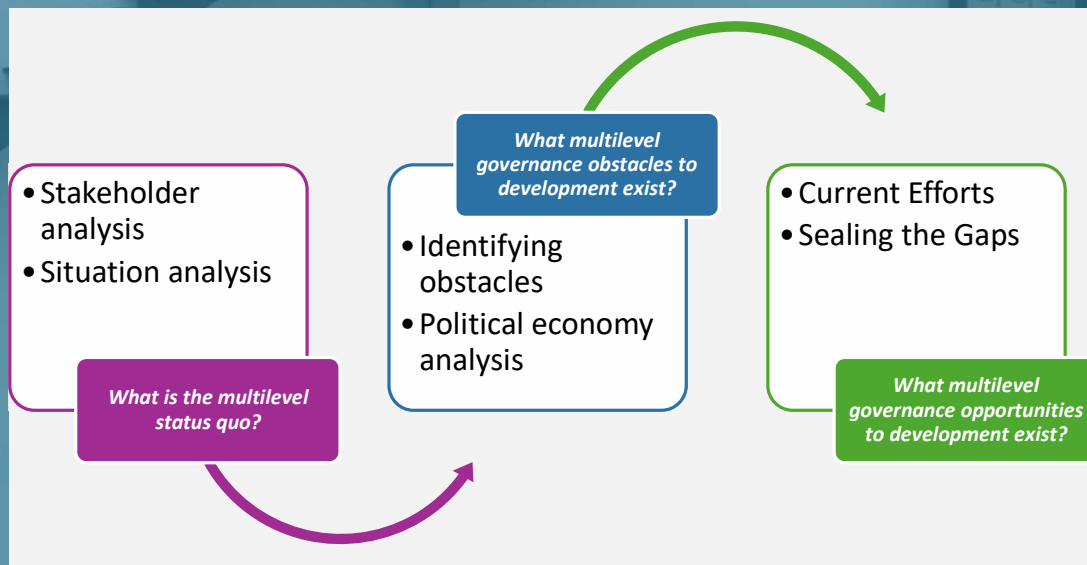 • Stakeholder
analysis
• Situation analysis
What is the multilevel
status quo?
What multilevel
governance obstacles to
development exist?
• Identifying
obstacles
• Political economy
analysis
• Current Efforts
• Sealing the Gaps
What multilevel
governance opportunities
to development exist?